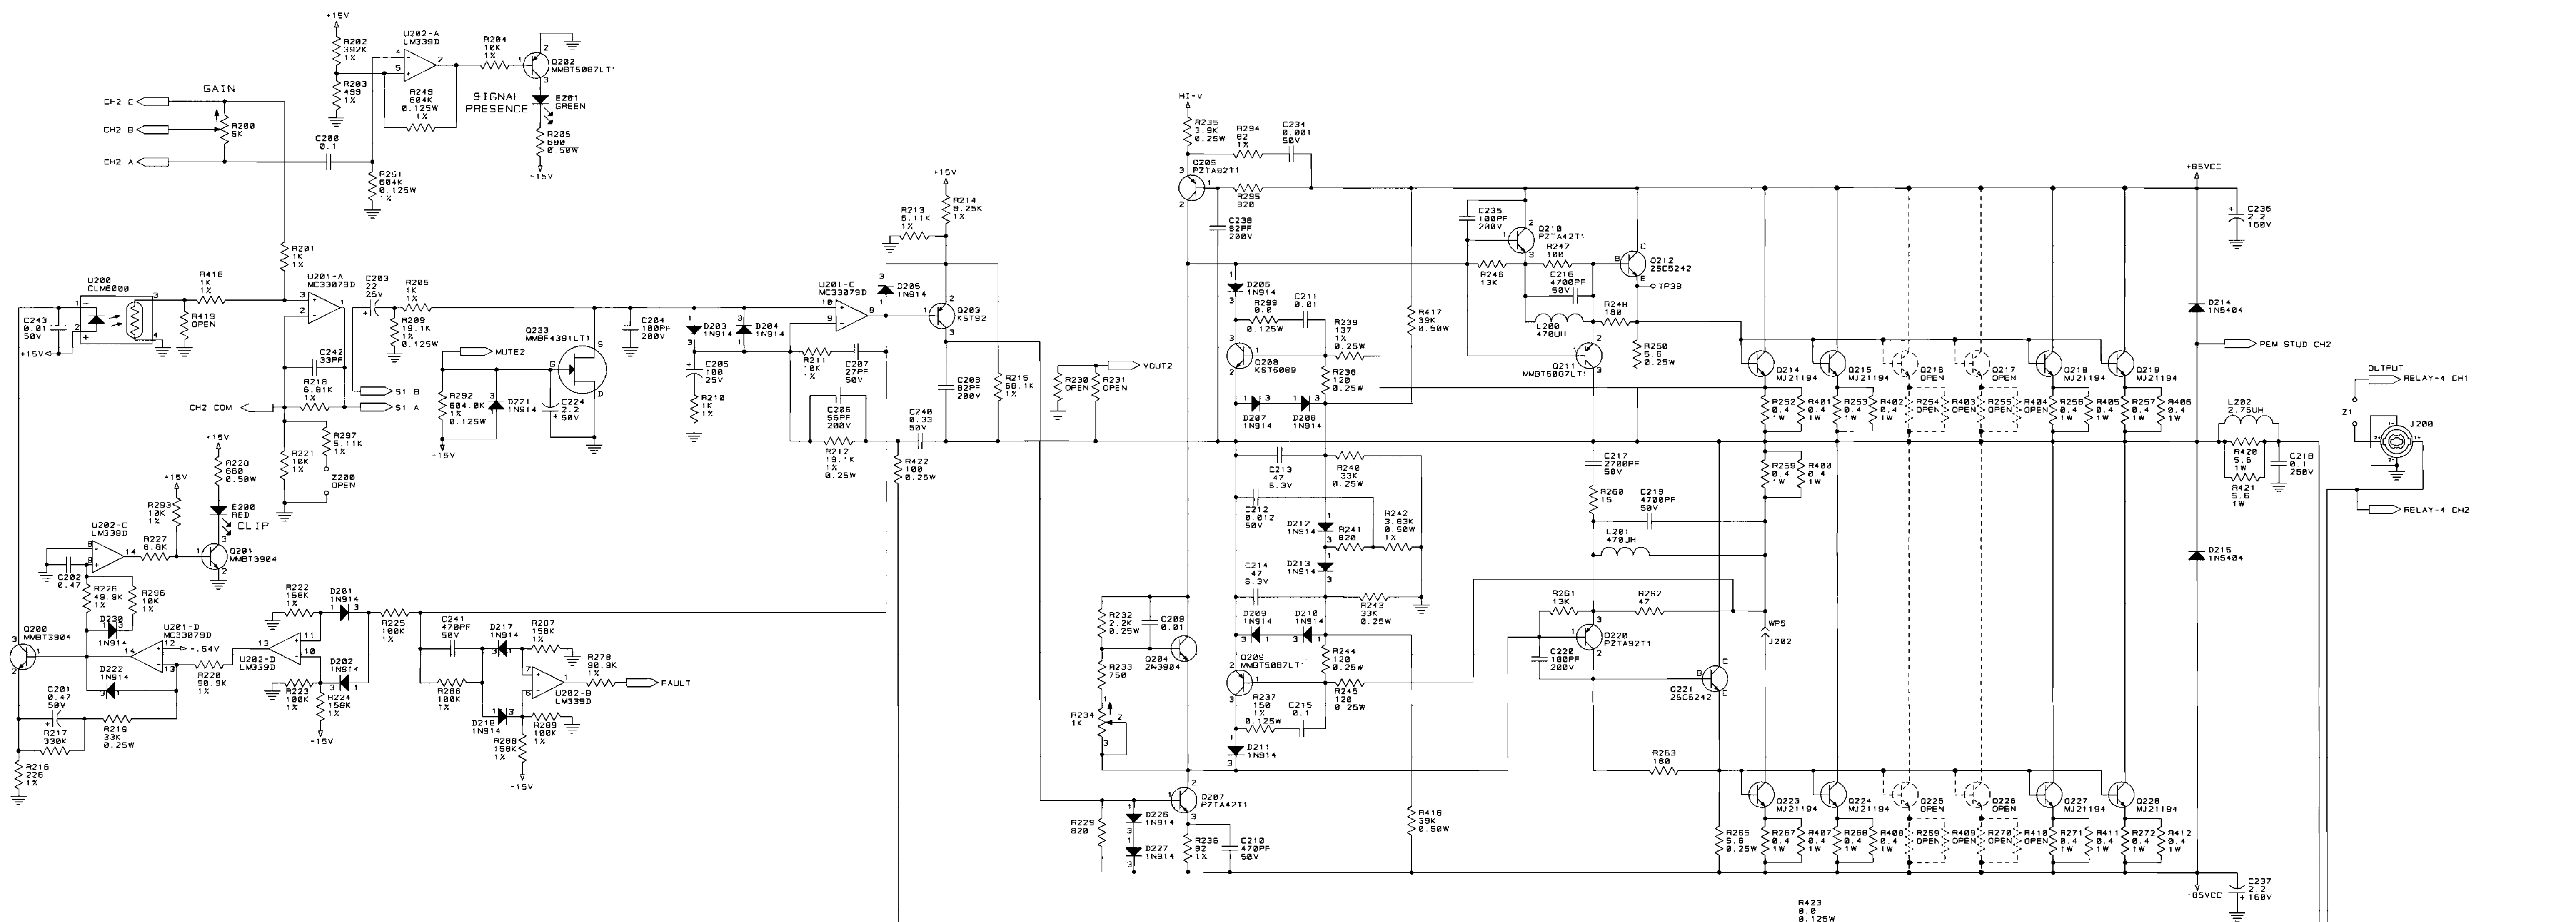 +15V
R202
392K
1%
U202-A
LM339D
4
5
2
R204
10K
1%
Q202
MMBT5087LT1
1
2
3
R203
499
1%
R249
604K
0.125W
1%
SIGNAL
PRESENCE
E201
GREEN
R205
680
0.50W
-15V
GAIN
CH2 C
CH2 B
CH2 A
R200
5K
C200
0.1
R251
604K
0.125W
1%
R201
1K
1%
U200
CLM6000
R416
1K
1%
R419
OPEN
C243
0.01
50V
+15V
U201-A
MC33079D
3
2
1
C203
22
25V
R206
1K
1%
R209
19.1K
1%
0.125W
C242
33PF
R218
6.81K
1%
S1 B
S1 A
CH2 COM
R297
5.11K
1%
R221
10K
1%
Z200
OPEN
Q233
MMBF4391LT1
S
G
D
MUTE2
R292
604.0K
1%
0.125W
D221
1N914
C224
2.2
50V
-15V
C204
100PF
200V
D203
1N914
D204
1N914
C205
100
25V
R210
1K
1%
U201-C
MC33079D
10
9
8
R211
10K
1%
C207
27PF
50V
C206
56PF
200V
R212
19.1K
1%
0.25W
D205
1N914
R213
5.11K
1%
+15V
R214
8.25K
1%
Q203
KST92
C208
82PF
200V
R215
68.1K
1%
C240
0.33
50V
R422
100
0.25W
R230
OPEN
R231
OPEN
VOUT2
+15V
R228
680
0.50W
+15V
R293
10K
1%
E200
RED
CLIP
U202-C
LM339D
8
9
14
R227
6.8K
Q201
MMBT3904
C202
0.47
R226
49.9K
1%
R296
10K
1%
D230
1N914
U201-D
MC33079D
12
13
14
-.54V
D222
1N914
R220
90.9K
1%
Q200
MMBT3904
C201
0.47
50V
R217
330K
R219
33K
0.25W
R216
226
1%
R222
158K
1%
D201
1N914
U202-D
LM339D
11
10
13
D202
1N914
R223
100K
1%
R224
158K
1%
-15V
R225
100K
1%
C241
470PF
50V
D217
1N914
R287
158K
1%
R286
100K
1%
D218
1N914
U202-B
LM339D
7
6
1
R278
90.9K
1%
FAULT
R289
100K
1%
R288
158K
1%
-15V
HI-V
R235
3.9K
0.25W
R294
82
1%
C234
0.001
50V
Q205
PZTA92T1
R295
820
C238
82PF
200V
D206
1N914
R299
0.0
0.125W
C211
0.01
R239
137
1%
0.25W
Q208
KST5089
R238
120
0.25W
D207
1N914
D208
1N914
R417
39K
0.50W
C213
47
6.3V
R240
33K
0.25W
C212
0.012
50V
D212
1N914
R241
820
R242
3.83K
0.50W
1%
D213
1N914
C214
47
6.3V
R243
33K
0.25W
D209
1N914
D210
1N914
Q209
MMBT5087LT1
R244
120
0.25W
R237
150
1%
0.125W
C215
0.1
R245
120
0.25W
D211
1N914
R232
2.2K
0.25W
C209
0.01
Q204
2N3904
R233
750
R234
1K
Q207
PZTA42T1
R229
820
D226
1N914
D227
1N914
R236
82
1%
C210
470PF
50V
R418
39K
0.50W
C235
100PF
200V
Q210
PZTA42T1
R246
13K
R247
100
C216
4700PF
50V
Q212
2SC5242
TP3B
L200
470UH
R248
180
Q211
MMBT5087LT1
R250
5.6
0.25W
C217
2700PF
50V
R260
15
C219
4700PF
50V
L201
470UH
R261
13K
R262
47
Q220
PZTA92T1
C220
100PF
200V
WP5
J202
Q221
2SC5242
R263
180
R265
5.6
0.25W
Q214
MJ21194
Q215
MJ21194
Q216
OPEN
Q217
OPEN
Q218
MJ21194
Q219
MJ21194
R252
0.4
1W
R401
0.4
1W
R253
0.4
1W
R402
0.4
1W
R254
OPEN
R403
OPEN
R255
OPEN
R404
OPEN
R256
0.4
1W
R405
0.4
1W
R257
0.4
1W
R406
0.4
1W
R259
0.4
1W
R400
0.4
1W
Q223
MJ21194
Q224
MJ21194
Q225
OPEN
Q226
OPEN
Q227
MJ21194
Q228
MJ21194
R267
0.4
1W
R407
0.4
1W
R268
0.4
1W
R408
0.4
1W
R269
OPEN
R409
OPEN
R270
OPEN
R410
OPEN
R271
0.4
1W
R411
0.4
1W
R272
0.4
1W
R412
0.4
1W
+85VCC
C236
2.2
160V
D214
1N5404
PEM STUD CH2
D215
1N5404
-85VCC
C237
2.2
160V
L202
2.75UH
R420
5.6
1W
R421
5.6
1W
C218
0.1
250V
OUTPUT
RELAY-4 CH1
Z1
J200
RELAY-4 CH2
R423
0.0
0.125W